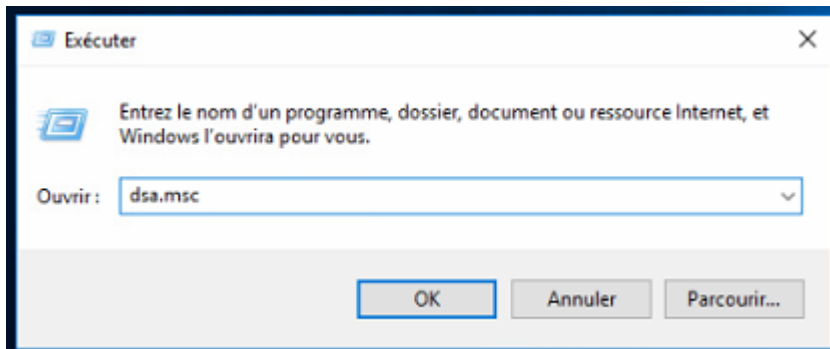 Exécuter
Entrez le nom d'un programme, dossier, document ou ressource Internet, et
Windows l'ouvrira pour vous.
Ouvrir : dsa.msc
OK Annuler Parcourir...